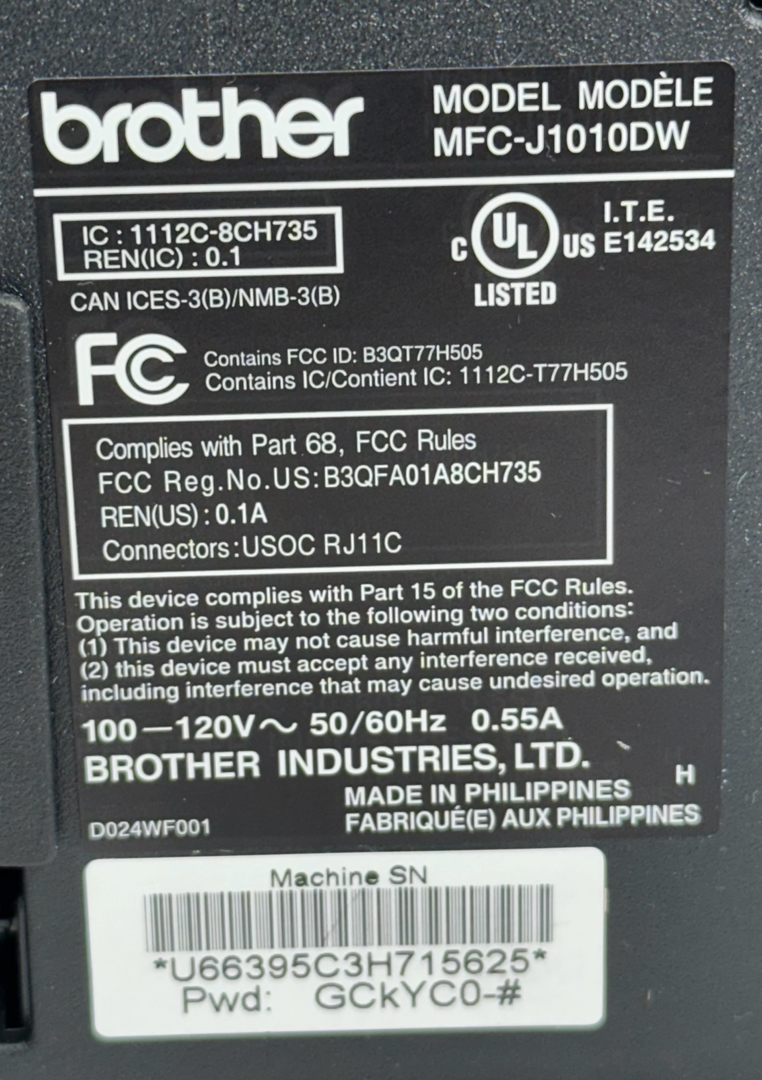 brother
MODEL MODÈLE
MFC-J1010DW
IC : 1112C-8CH735
REN(IC) : 0.1
C UL US
LISTED
I.T.E.
E142534
CAN ICES-3(B)/NMB-3(B)
FC
Contains FCC ID: B3QT77H505
Contains IC/Contient IC: 1112C-T77H505
Complies with Part 68, FCC Rules
FCC Reg.No.US:B3QFA01A8CH735
REN(US) : 0.1A
Connectors:USOC RJ11C
This device complies with Part 15 of the FCC Rules.
Operation is subject to the following two conditions:
(1) This device may not cause harmful interference, and
(2) this device must accept any interference received,
including interference that may cause undesired operation.
100—120V～ 50/60Hz 0.55A
BROTHER INDUSTRIES, LTD.
H
MADE IN PHILIPPINES
D024WF001
FABRIQUÉ(E) AUX PHILIPPINES
Machine SN
*U66395C3H715625*
Pwd: GCkYC0-#